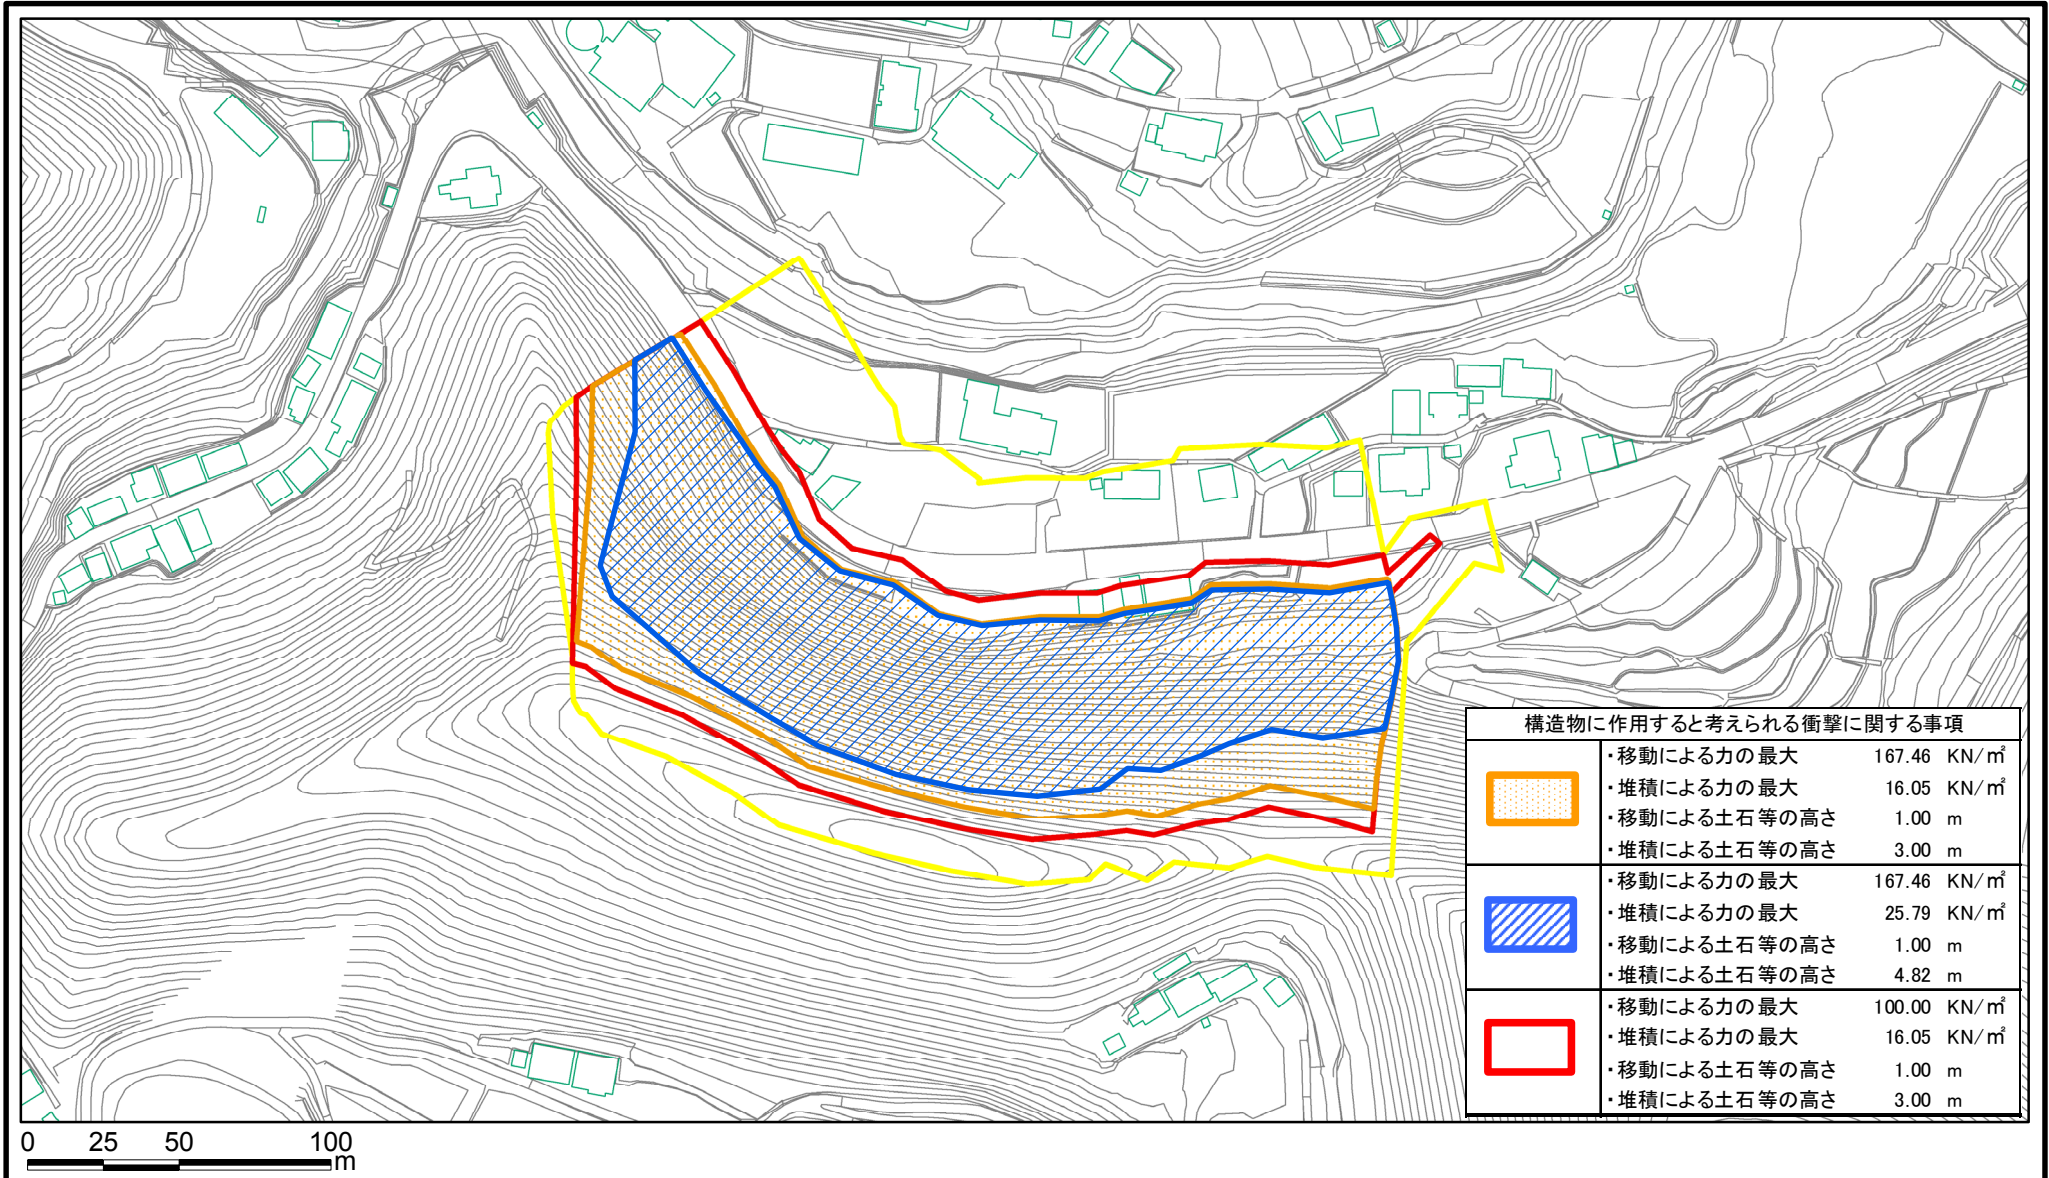 構造物に作用すると考えられる衝撃に関する事項
・移動による力の最大 167.46 KN/㎡
・堆積による力の最大 16.05 KN/㎡
・移動による土石等の高さ 1.00 m
・堆積による土石等の高さ 3.00 m
・移動による力の最大 167.46 KN/㎡
・堆積による力の最大 25.79 KN/㎡
・移動による土石等の高さ 1.00 m
・堆積による土石等の高さ 4.82 m
・移動による力の最大 100.00 KN/㎡
・堆積による力の最大 16.05 KN/㎡
・移動による土石等の高さ 1.00 m
・堆積による土石等の高さ 3.00 m
0 25 50 100
m